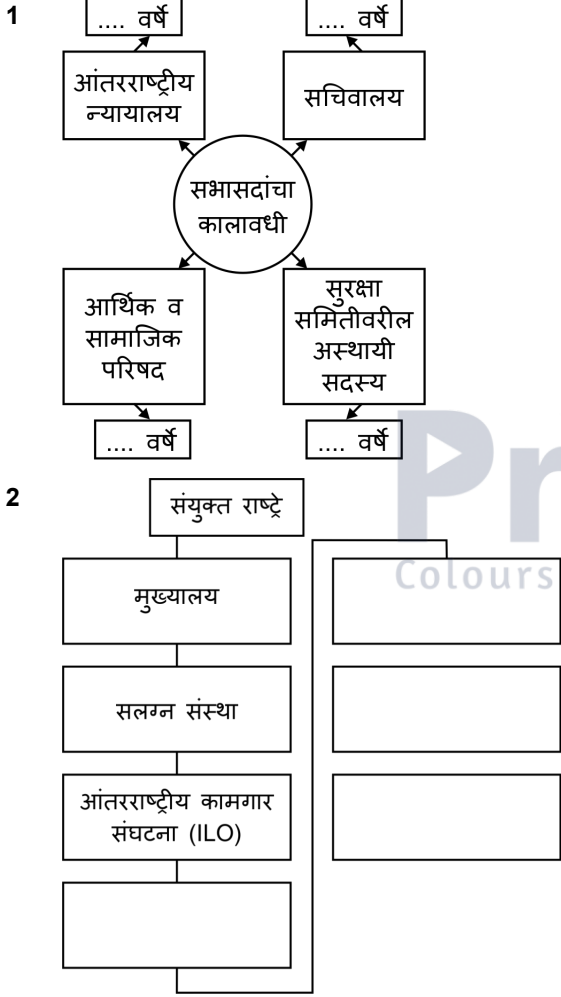 1
.... वर्षे
.... वर्षे
आंतरराष्ट्रीय
न्यायालय
सचिवालय
सभासदांचा
कालावधी
आर्थिक व
सामाजिक
परिषद
सुरक्षा
समितीवरील
अस्थायी
सदस्य
.... वर्षे
.... वर्षे
2
संयुक्त राष्ट्रे
मुख्यालय
सलग्न संस्था
आंतरराष्ट्रीय कामगार
संघटना (ILO)
Pr
Colours